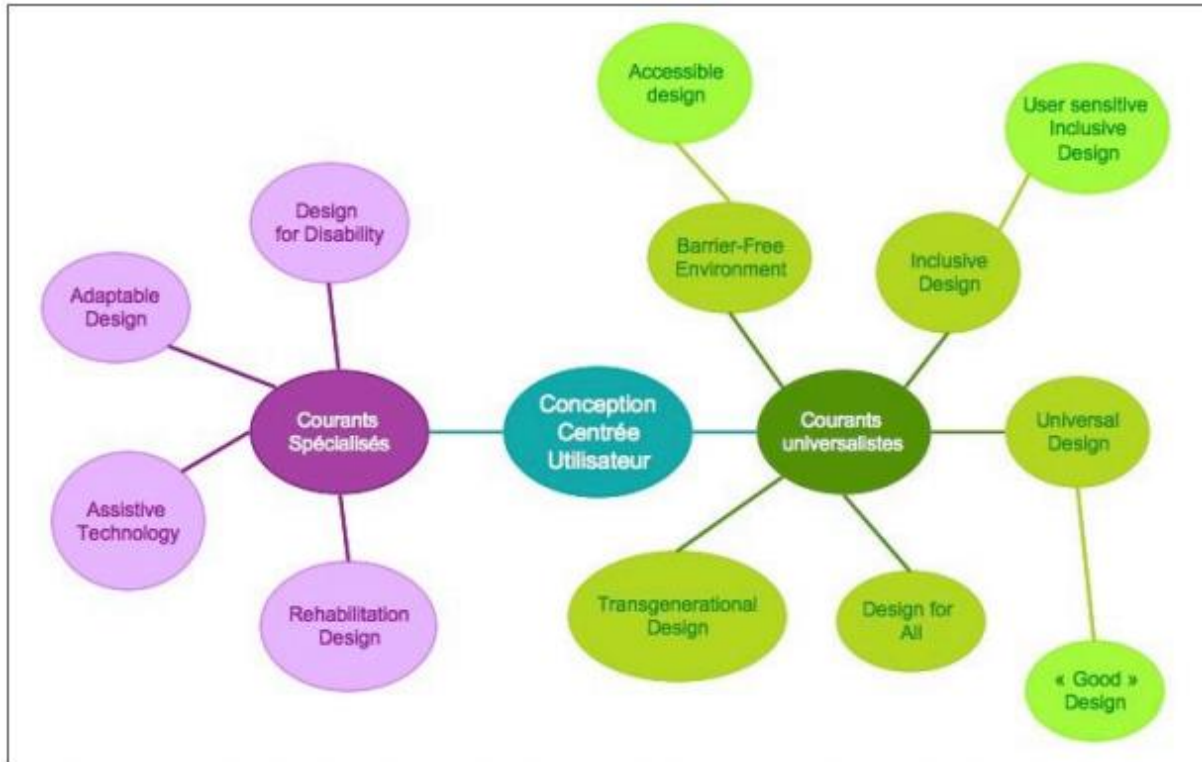 Accessible
design
User sensitive
Inclusive
Design
Design
for Disability
Barrier-Free
Environment
Inclusive
Design
Adaptable
Design
Courants
Spécialisés
Conception
Centrée
Utilisateur
Courants
universalistes
Universal
Design
Assistive
Technology
Rehabilitation
Design
Transgenerational
Design
Design for
All
« Good »
Design